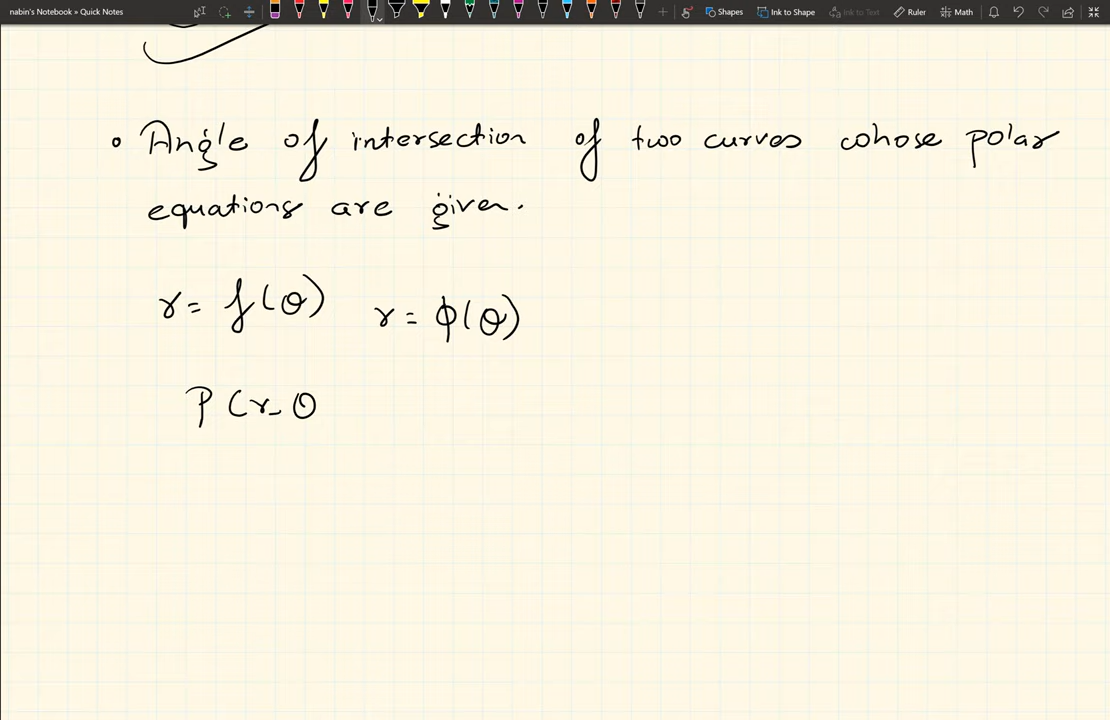 nabin's Notebook » Quick Notes
Shapes Ink to Shape Ink to Text Ruler Math
• Angle of intersection of two curves whose polar
equations are given.
r = f(θ) r = φ(θ)
P(r, θ